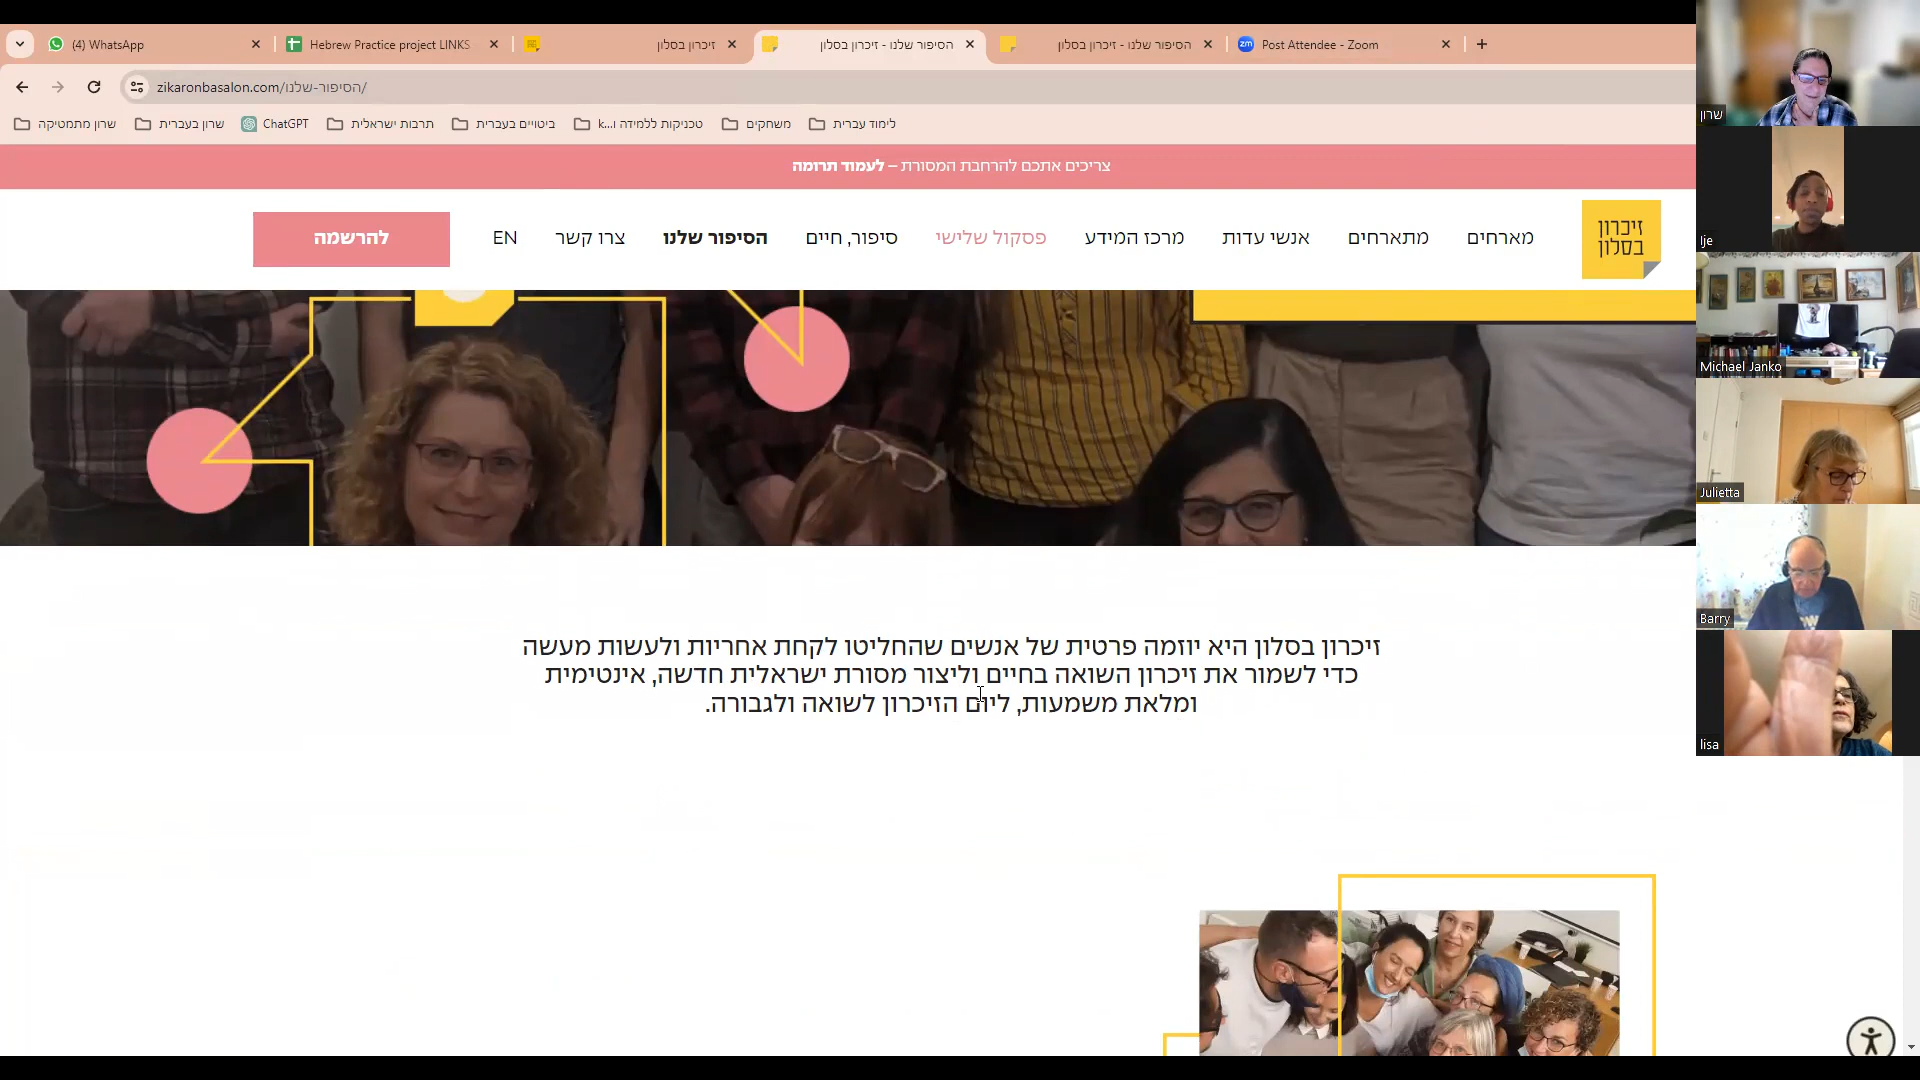 (4) WhatsApp
Hebrew Practice project LINKS
זיכרון בסלון
הסיפור שלנו - זיכרון בסלון
הסיפור שלנו - זיכרון בסלון
Post Attendee - Zoom
zikaronbasalon.com/הסיפור-שלנו/
שרון מתמטיקה
שרון בעברית
ChatGPT
תרבות ישראלית
ביטויים בעברית
טכניקות ללמידה ו...k
משחקים
לימוד עברית
צריכים אתכם להרחבת המסורת – לעמוד תרומה
זיכרון
בסלון
מארחים
מתארחים
אנשי עדות
מרכז המידע
פסקול שלישי
סיפור, חיים
הסיפור שלנו
צרו קשר
EN
להרשמה
זיכרון בסלון היא יוזמה פרטית של אנשים שהחליטו לקחת אחריות ולעשות מעשה
כדי לשמור את זיכרון השואה בחיים וליצור מסורת ישראלית חדשה, אינטימית
ומלאת משמעות, ליום הזיכרון לשואה ולגבורה.
שרון
Ije
Michael Janko
Julietta
Barry
lisa